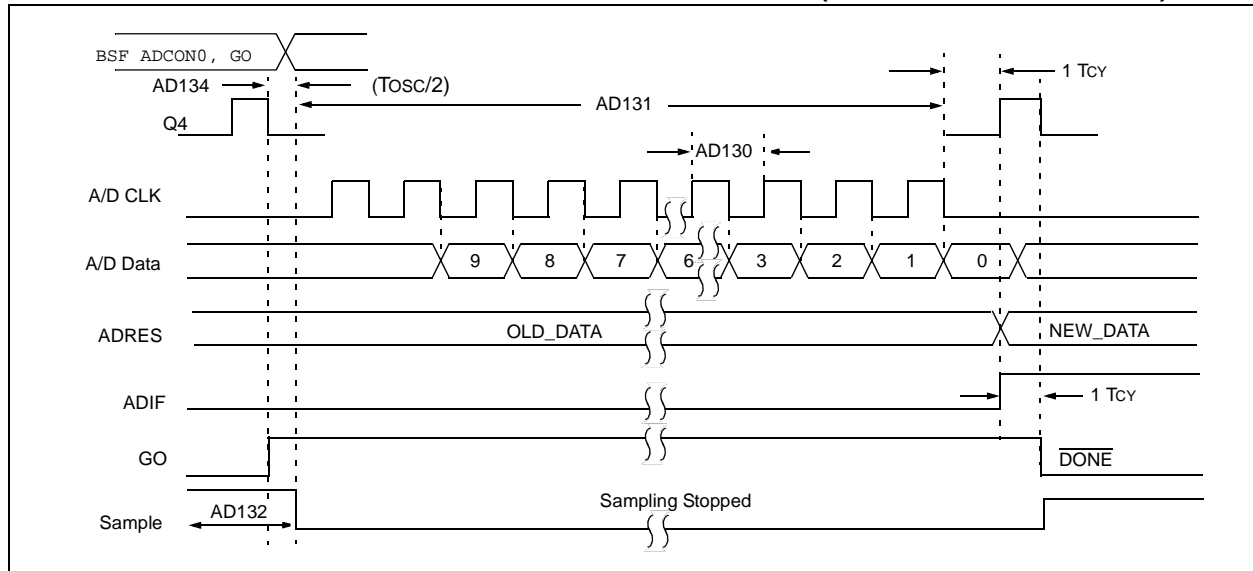 BSF ADCON0, GO
AD134
(TOSC/2)
1 TCY
AD131
Q4
AD130
A/D CLK
A/D Data
9
8
7
6
3
2
1
0
ADRES
OLD_DATA
NEW_DATA
ADIF
1 TCY
GO
DONE
Sampling Stopped
Sample
AD132